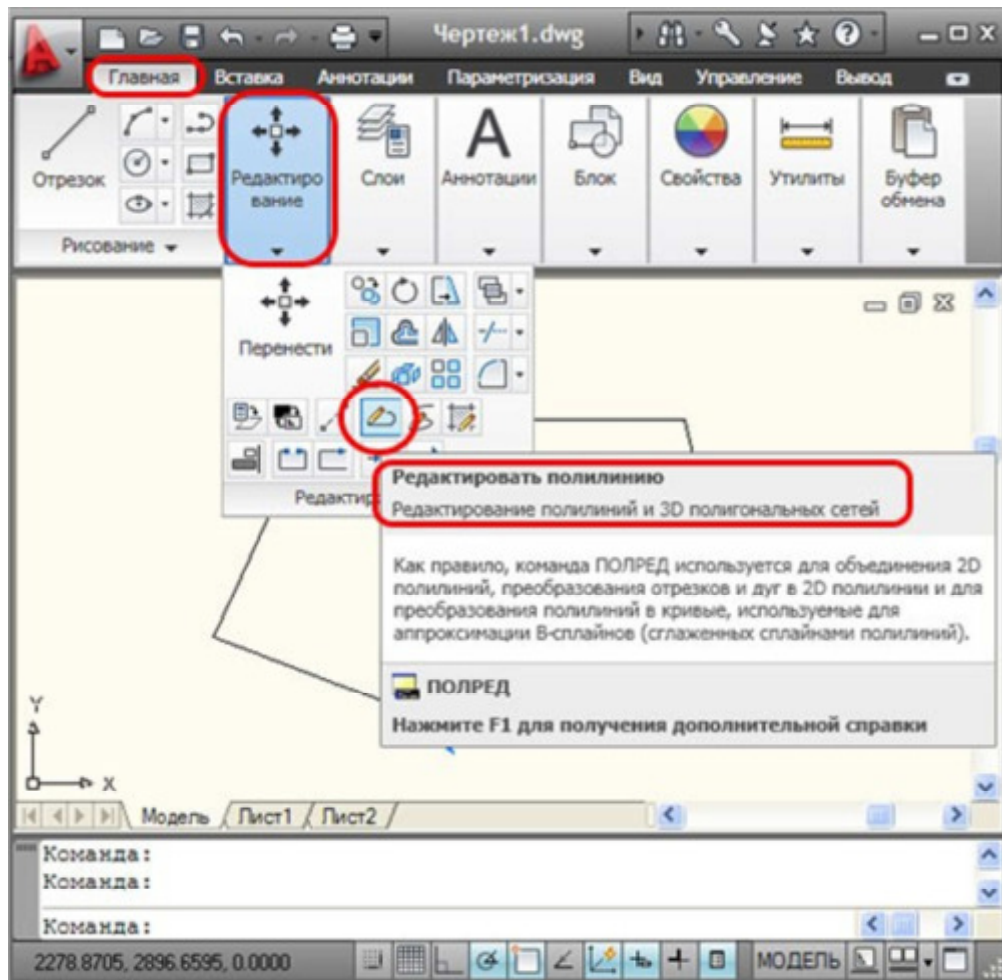 Чертеж1.dwg
Главная Вставка Аннотации Параметризация Вид Управление Вывод
Отрезок
Редактиро
вание
Слои
Аннотации
Блок
Свойства
Утилиты
Буфер
обмена
Рисование
Перенести
Редактир
Редактировать полилинию
Редактирование полилиний и 3D полигональных сетей
Как правило, команда ПОЛРЕД используется для объединения 2D
полилиний, преобразования отрезков и дуг в 2D полилинии и для
преобразования полилиний в кривые, используемые для
аппроксимации B-сплайнов (сглаженных сплайнами полилиний).
ПОЛРЕД
Нажмите F1 для получения дополнительной справки
Y
X
Модель Лист1 Лист2
Команда:
Команда:
Команда:
2278.8705, 2896.6595, 0.0000
МОДЕЛЬ